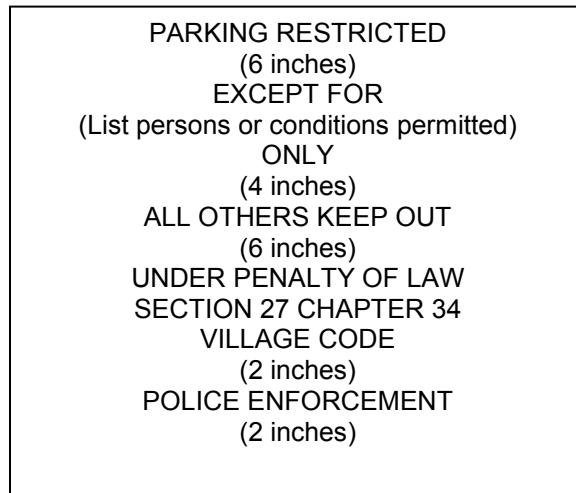 PARKING RESTRICTED
(6 inches)
EXCEPT FOR
(List persons or conditions permitted)
ONLY
(4 inches)
ALL OTHERS KEEP OUT
(6 inches)
UNDER PENALTY OF LAW
SECTION 27 CHAPTER 34
VILLAGE CODE
(2 inches)
POLICE ENFORCEMENT
(2 inches)